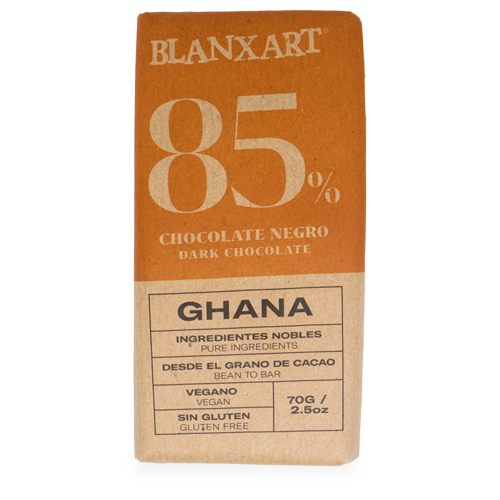 BLANXART®
85%
CHOCOLATE NEGRO
DARK CHOCOLATE
GHANA
INGREDIENTES NOBLES
PURE INGREDIENTS
DESDE EL GRANO DE CACAO
BEAN TO BAR
VEGANO
VEGAN
SIN GLUTEN
GLUTEN FREE
70G /
2.5oz